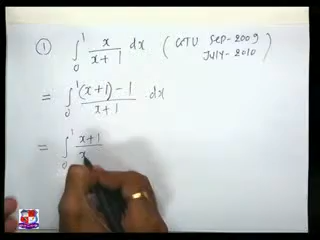 ① ∫₀¹ x/(x+1) dx (GTU SEP-2009
JULY-2010)
= ∫₀¹ ((x+1)-1)/(x+1) dx
= ∫₀¹ (x+1)/x